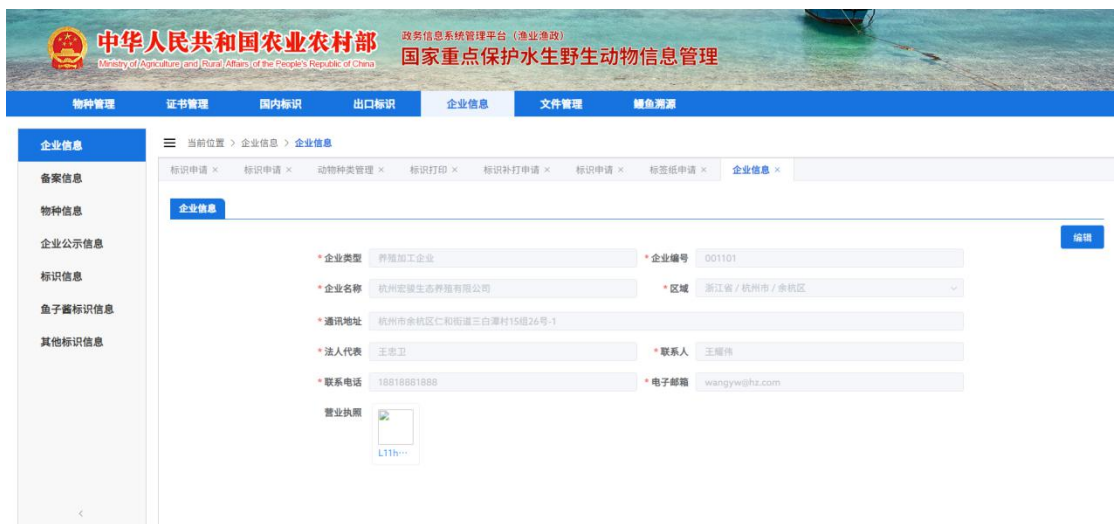 中华人民共和国农业农村部
Ministry of Agriculture and Rural Affairs of the People's Republic of China
政务信息系统管理平台（渔业渔政）
国家重点保护水生野生动物信息管理
物种管理 证书管理 国内标识 出口标识 企业信息 文件管理 鳗鱼溯源
企业信息
备案信息
物种信息
企业公示信息
标识信息
鱼子酱标识信息
其他标识信息
当前位置 > 企业信息 > 企业信息
标识申请 × 标识申请 × 动物种类管理 × 标识打印 × 标识补打申请 × 标识申请 × 标签纸申请 × 企业信息 ×
企业信息
编辑
* 企业类型 养殖加工企业 * 企业编号 001101
* 企业名称 杭州宏骏生态养殖有限公司 * 区域 浙江省 / 杭州市 / 余杭区
* 通讯地址 杭州市余杭区仁和街道三白潭村15组26号-1
* 法人代表 王忠卫 * 联系人 王耀伟
* 联系电话 18818881888 * 电子邮箱 wangyw@hz.com
营业执照
L11h···